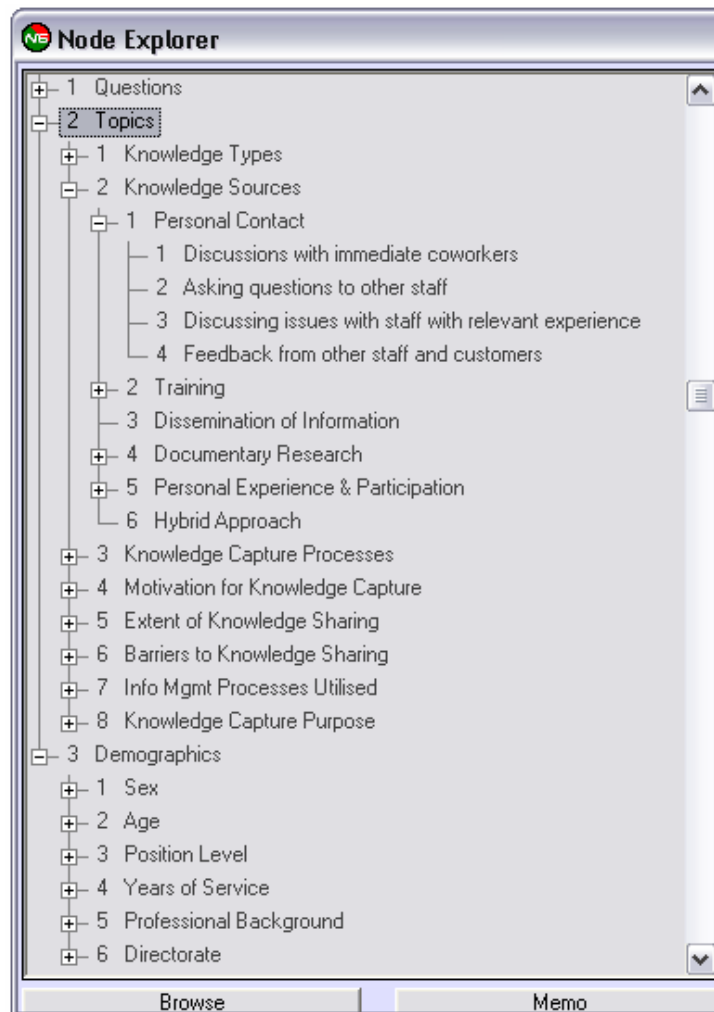 N6 Node Explorer
1 Questions
2 Topics
1 Knowledge Types
2 Knowledge Sources
1 Personal Contact
1 Discussions with immediate coworkers
2 Asking questions to other staff
3 Discussing issues with staff with relevant experience
4 Feedback from other staff and customers
2 Training
3 Dissemination of Information
4 Documentary Research
5 Personal Experience & Participation
6 Hybrid Approach
3 Knowledge Capture Processes
4 Motivation for Knowledge Capture
5 Extent of Knowledge Sharing
6 Barriers to Knowledge Sharing
7 Info Mgmt Processes Utilised
8 Knowledge Capture Purpose
3 Demographics
1 Sex
2 Age
3 Position Level
4 Years of Service
5 Professional Background
6 Directorate
Browse Memo